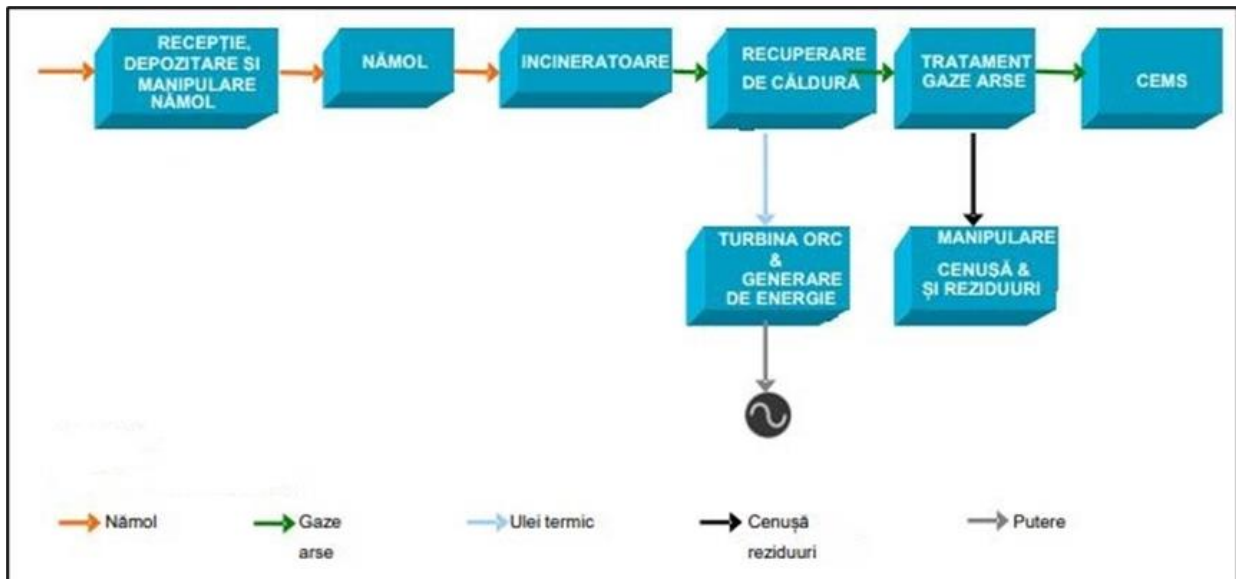 RECEPȚIE,
DEPOZITARE SI
MANIPULARE
NĂMOL
NĂMOL
INCINERATOARE
RECUPERARE
DE CĂLDURĂ
TRATAMENT
GAZE ARSE
CEMS
TURBINA ORC
&
GENERARE
DE ENERGIE
MANIPULARE
CENUȘĂ &
ȘI REZIDUURI
Nămol
Gaze
arse
Ulei termic
Cenușă
reziduuri
Putere